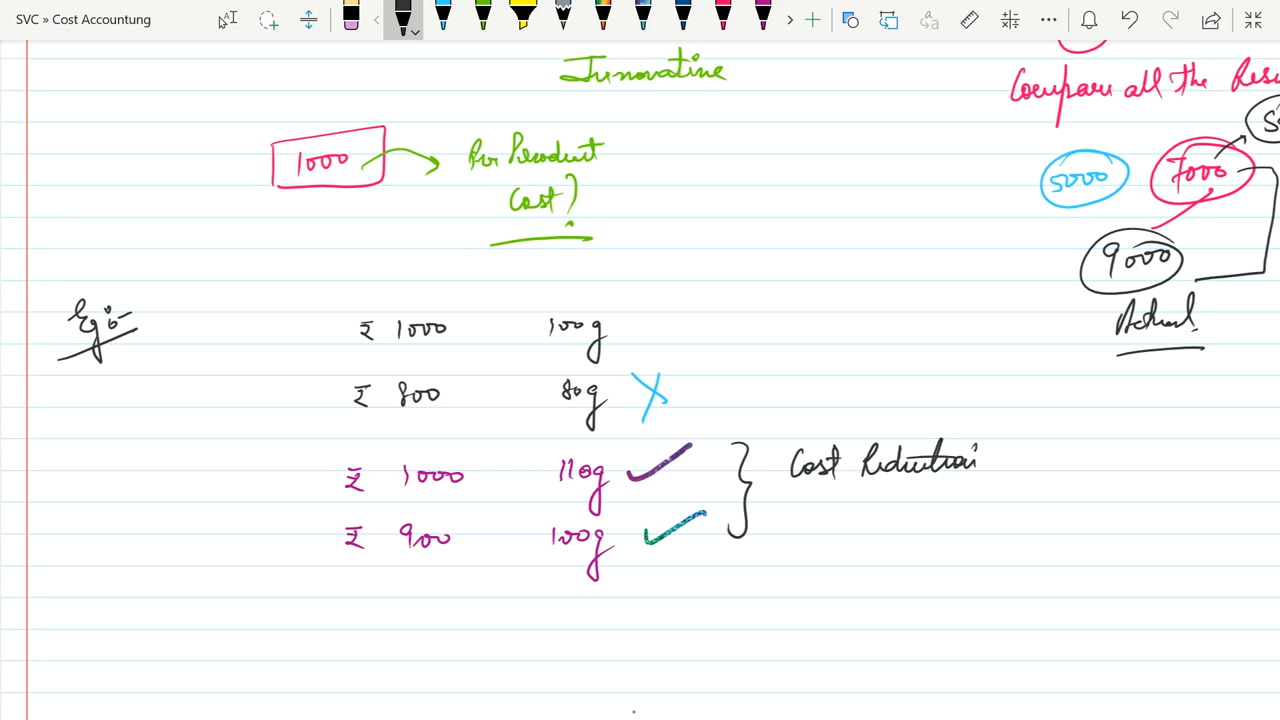 SVC » Cost Accountung
Innovative
Compare all the
1000
Per Product
Cost?
5000
7000
9000
Actual
Eg:-
₹ 1000 100g
₹ 800 80g
₹ 1000 110g
₹ 900 100g
Cost Reduction